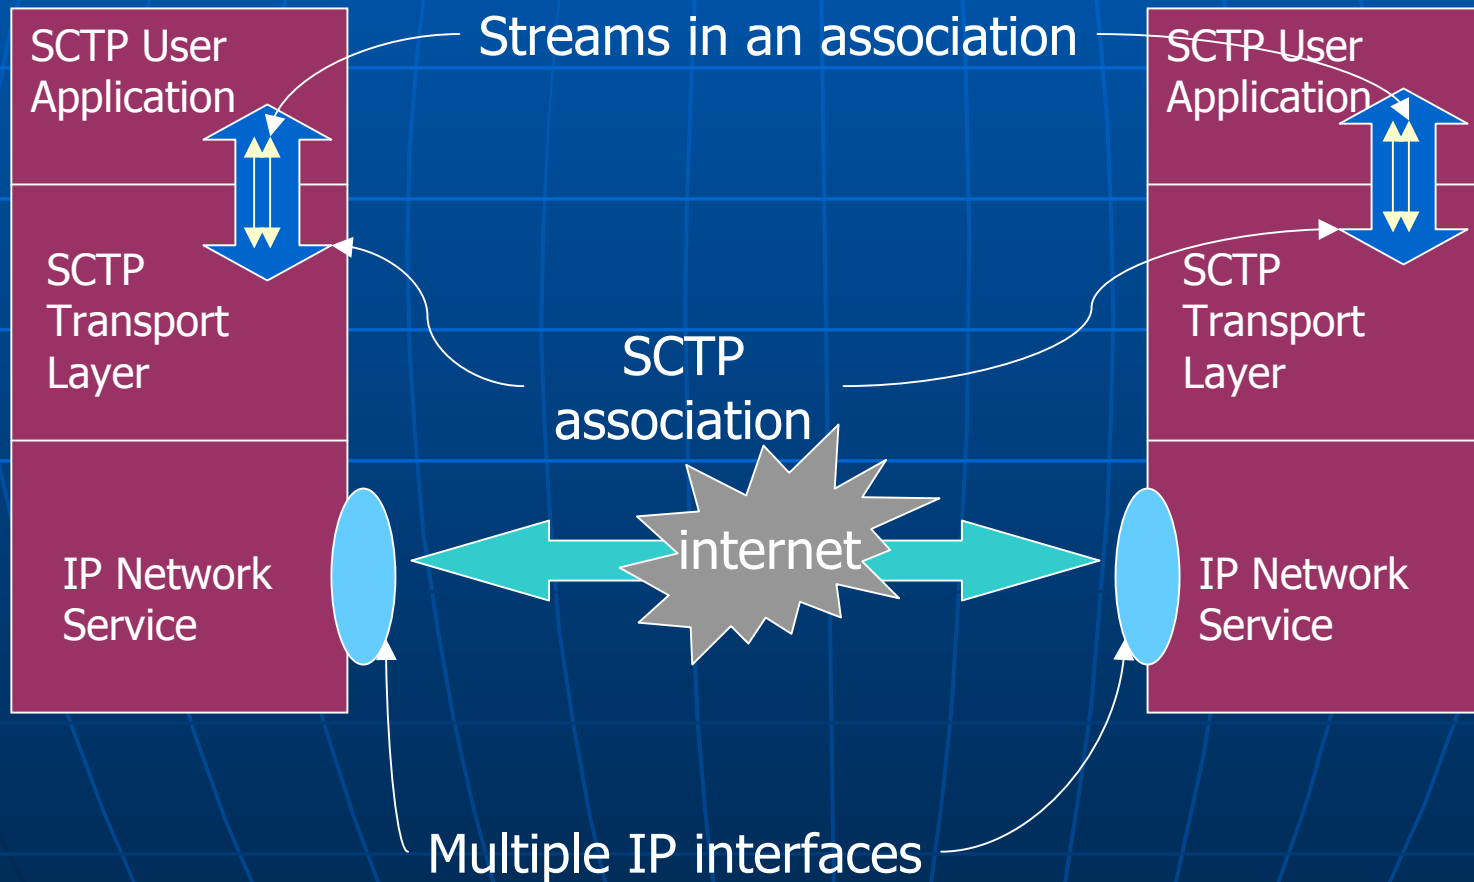 SCTP User
Application
Streams in an association
SCTP User
Application
SCTP
Transport
Layer
SCTP
association
SCTP
Transport
Layer
IP Network
Service
internet
IP Network
Service
Multiple IP interfaces